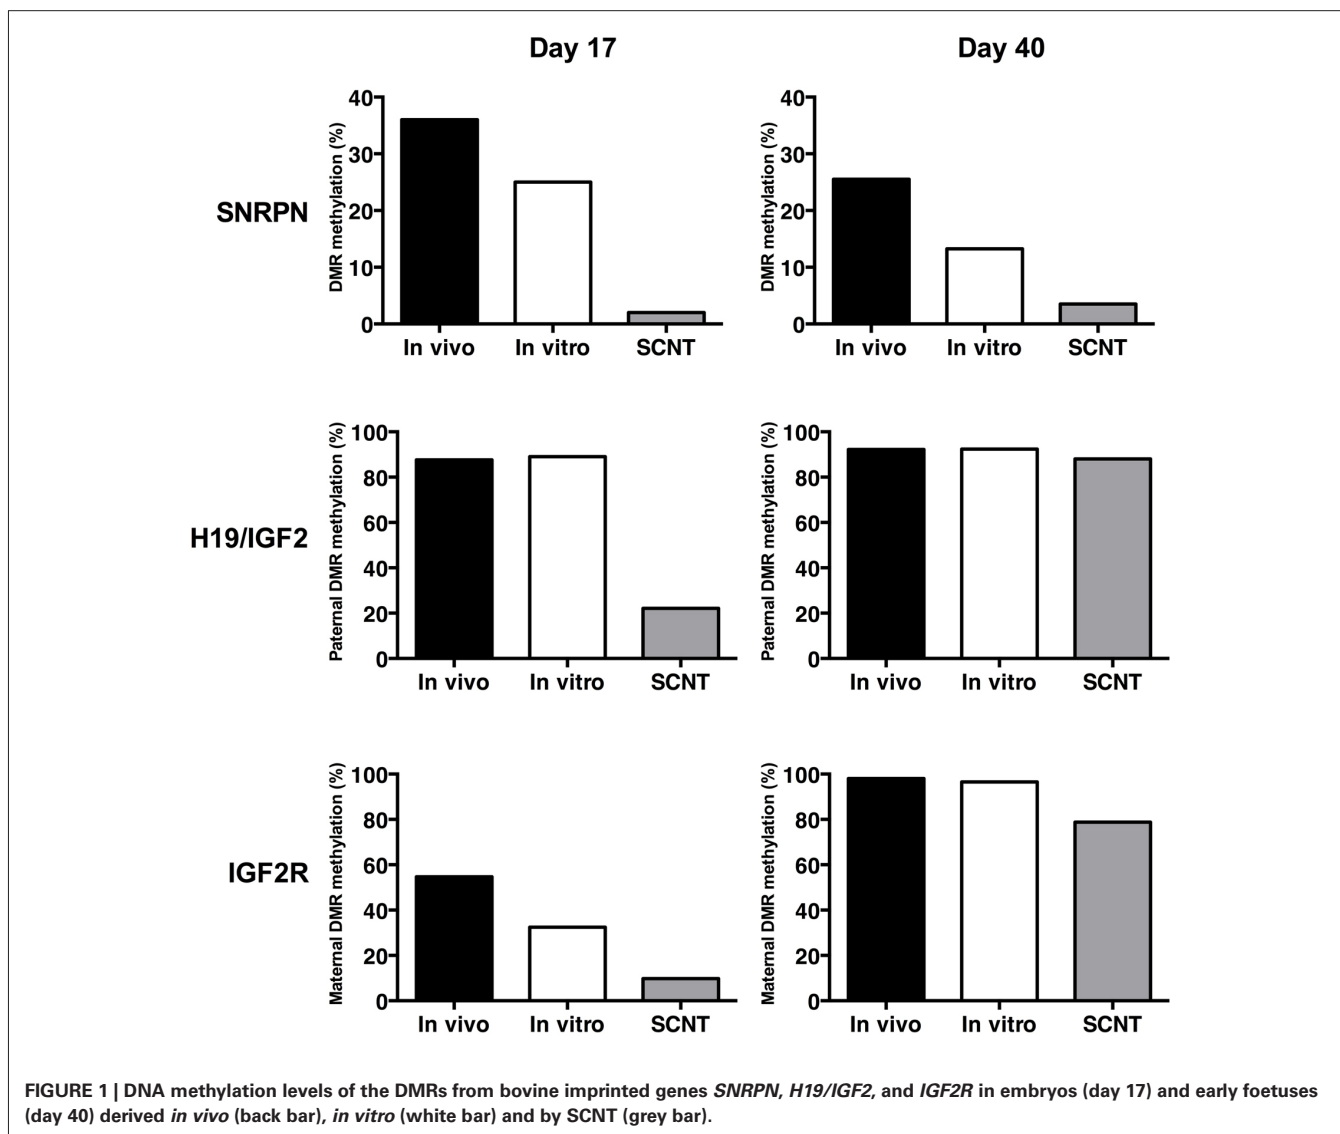 Day 17
Day 40
SNRPN
DMR methylation (%)
40
30
20
10
0
In vivo
In vitro
SCNT
DMR methylation (%)
40
30
20
10
0
In vivo
In vitro
SCNT
H19/IGF2
Paternal DMR methylation (%)
100
80
60
40
20
0
In vivo
In vitro
SCNT
Paternal DMR methylation (%)
100
80
60
40
20
0
In vivo
In vitro
SCNT
IGF2R
Maternal DMR methylation (%)
100
80
60
40
20
0
In vivo
In vitro
SCNT
Maternal DMR methylation (%)
100
80
60
40
20
0
In vivo
In vitro
SCNT
FIGURE 1 | DNA methylation levels of the DMRs from bovine imprinted genes SNRPN, H19/IGF2, and IGF2R in embryos (day 17) and early foetuses
(day 40) derived in vivo (back bar), in vitro (white bar) and by SCNT (grey bar).